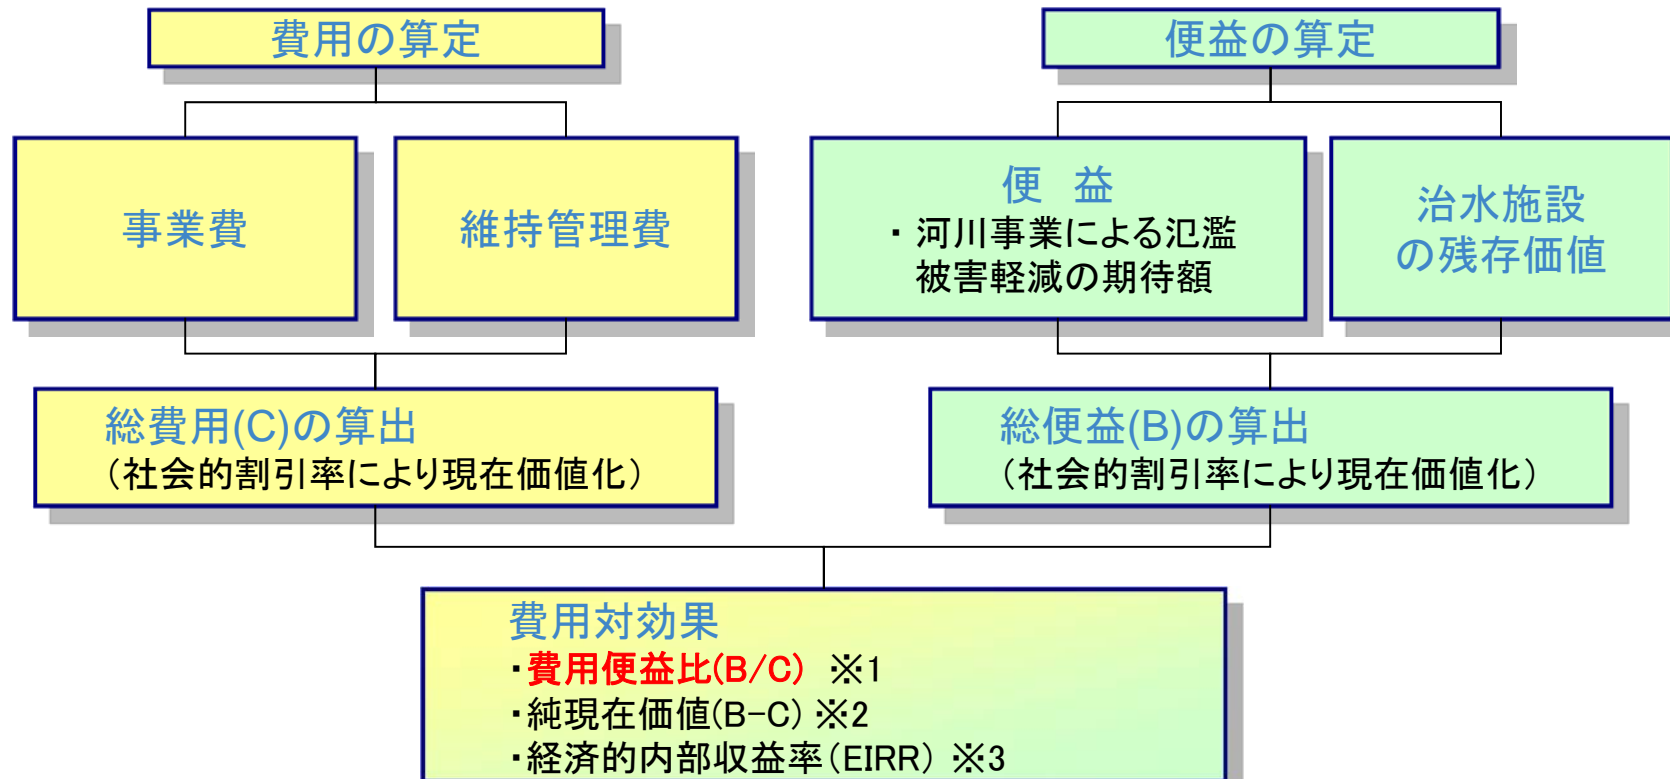 費用の算定
便益の算定
事業費
維持管理費
便 益
・ 河川事業による氾濫
被害軽減の期待額
治水施設
の残存価値
総費用(C)の算出
（社会的割引率により現在価値化）
総便益(B)の算出
（社会的割引率により現在価値化）
費用対効果
・費用便益比(B/C) ※1
・純現在価値(B-C) ※2
・経済的内部収益率（EIRR） ※3